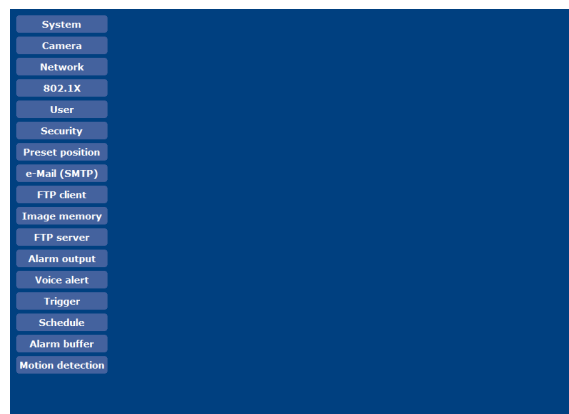 System
Camera
Network
802.1X
User
Security
Preset position
e-Mail (SMTP)
FTP client
Image memory
FTP server
Alarm output
Voice alert
Trigger
Schedule
Alarm buffer
Motion detection